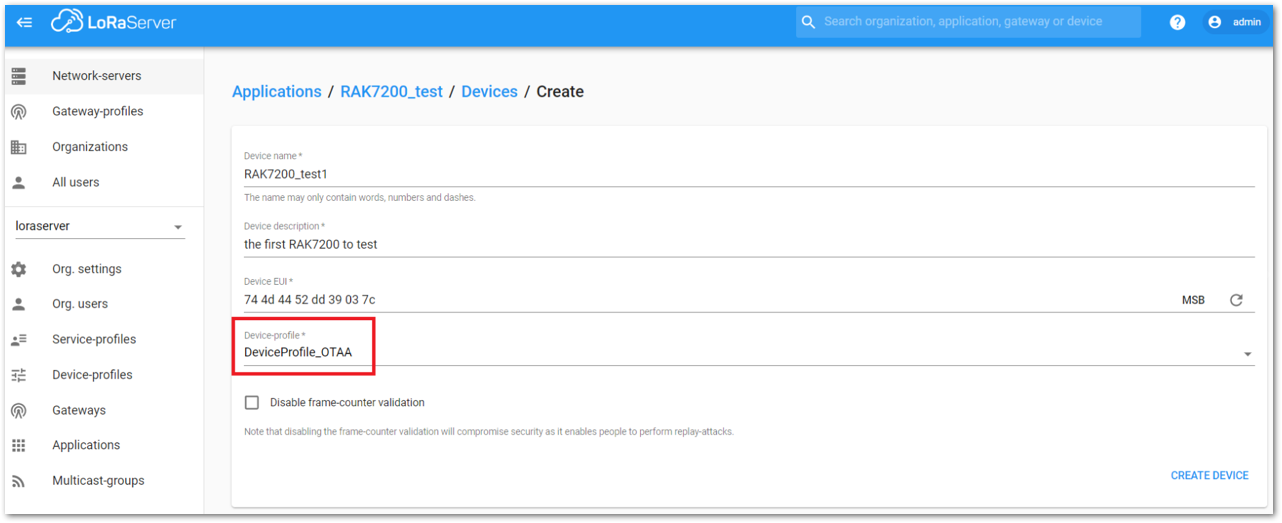 LoRaServer
Search organization, application, gateway or device
?
admin
Network-servers
Gateway-profiles
Organizations
All users
loraserver
Org. settings
Org. users
Service-profiles
Device-profiles
Gateways
Applications
Multicast-groups
Applications / RAK7200_test / Devices / Create
Device name *
RAK7200_test1
The name may only contain words, numbers and dashes.
Device description *
the first RAK7200 to test
Device EUI *
74 4d 44 52 dd 39 03 7c
MSB
Device-profile *
DeviceProfile_OTAA
Disable frame-counter validation
Note that disabling the frame-counter validation will compromise security as it enables people to perform replay-attacks.
CREATE DEVICE